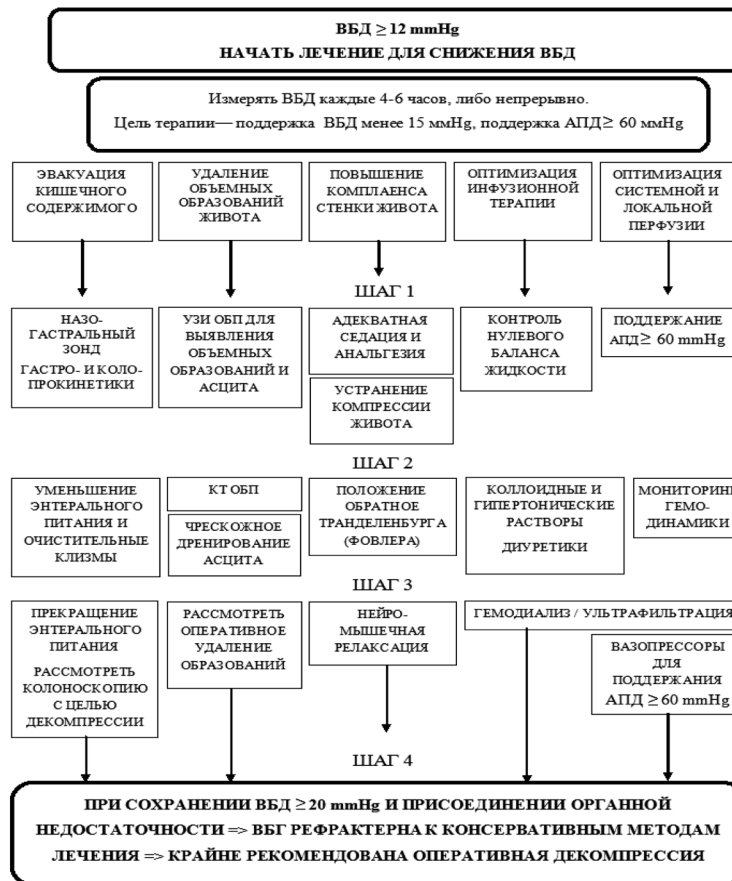 ВБД ≥ 12 mmHg
НАЧАТЬ ЛЕЧЕНИЕ ДЛЯ СНИЖЕНИЯ ВБД
Измерять ВБД каждые 4-6 часов, либо непрерывно.
Цель терапии— поддержка ВБД менее 15 ммHg, поддержка АПД ≥ 60 ммHg
ЭВАКУАЦИЯ
КИШЕЧНОГО
СОДЕРЖИМОГО
УДАЛЕНИЕ
ОБЪЕМНЫХ
ОБРАЗОВАНИЙ
ЖИВОТА
ПОВЫШЕНИЕ
КОМПЛАЕНСА
СТЕНКИ ЖИВОТА
ОПТИМИЗАЦИЯ
ИНФУЗИОННОЙ
ТЕРАПИИ
ОПТИМИЗАЦИЯ
СИСТЕМНОЙ И
ЛОКАЛЬНОЙ
ПЕРФУЗИИ
ШАГ 1
НАЗО-
ГАСТРАЛЬНЫЙ
ЗОНД
ГАСТРО- И КОЛО-
ПРОКИНЕТИКИ
УЗИ ОБП ДЛЯ
ВЫЯВЛЕНИЯ
ОБЪЕМНЫХ
ОБРАЗОВАНИЙ И
АСЦИТА
АДЕКВАТНАЯ
СЕДАЦИЯ И
АНАЛЬГЕЗИЯ
УСТРАНЕНИЕ
КОМПРЕССИИ
ЖИВОТА
КОНТРОЛЬ
НУЛЕВОГО
БАЛАНСА
ЖИДКОСТИ
ПОДДЕРЖАНИЕ
АПД ≥ 60 mmHg
ШАГ 2
УМЕНЬШЕНИЕ
ЭНТЕРАЛЬНОГО
ПИТАНИЯ И
ОЧИСТИТЕЛЬНЫЕ
КЛИЗМЫ
КТ ОБП
ЧРЕСКОЖНОЕ
ДРЕНИРОВАНИЕ
АСЦИТА
ПОЛОЖЕНИЕ
ОБРАТНОЕ
ТРАНДЕЛЕНБУРГА
(ФОВЛЕРА)
КОЛЛОИДНЫЕ И
ГИПЕРТОНИЧЕСКИЕ
РАСТВОРЫ
ДИУРЕТИКИ
МОНИТОРИНГ
ГЕМО-
ДИНАМИКИ
ШАГ 3
ПРЕКРАЩЕНИЕ
ЭНТЕРАЛЬНОГО
ПИТАНИЯ
РАССМОТРЕТЬ
КОЛОНОСКОПИЮ
С ЦЕЛЬЮ
ДЕКОМПРЕССИИ
РАССМОТРЕТЬ
ОПЕРАТИВНОЕ
УДАЛЕНИЕ
ОБРАЗОВАНИЙ
НЕЙРО-
МЫШЕЧНАЯ
РЕЛАКСАЦИЯ
ГЕМОДИАЛИЗ / УЛЬТРАФИЛЬТРАЦИЯ
ВАЗОПРЕССОРЫ
ДЛЯ
ПОДДЕРЖАНИЯ
АПД ≥ 60 mmHg
ШАГ 4
ПРИ СОХРАНЕНИИ ВБД ≥ 20 mmHg И ПРИСОЕДИНЕНИИ ОРГАННОЙ
НЕДОСТАТОЧНОСТИ => ВБГ РЕФРАКТЕРНА К КОНСЕРВАТИВНЫМ МЕТОДАМ
ЛЕЧЕНИЯ => КРАЙНЕ РЕКОМЕНДОВАНА ОПЕРАТИВНАЯ ДЕКОМПРЕССИЯ